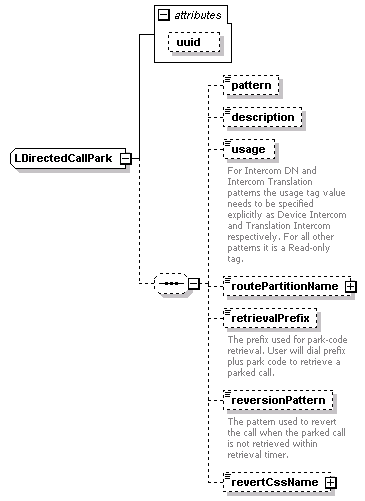 attributes
uuid
LDirectedCallPark
pattern
description
usage
For Intercom DN and
Intercom Translation
patterns the usage tag value
needs to be specified
explicitly as Device Intercom
and Translation Intercom
respectively. For all other
patterns it is a Read-only
tag.
routePartitionName
retrievalPrefix
The prefix used for park-code
retrieval. User will dial prefix
plus park code to retrieve a
parked call.
reversionPattern
The pattern used to revert
the call when the parked call
is not retrieved within
retrieval timer.
revertCssName